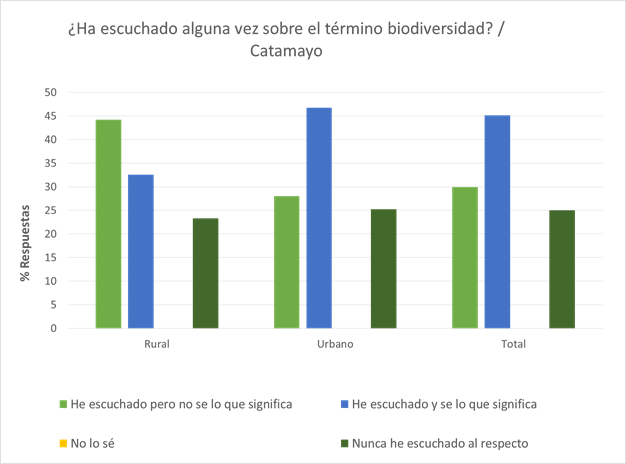 ¿Ha escuchado alguna vez sobre el término biodiversidad? /
Catamayo
50
45
40
35
30
25
20
15
10
5
0
% Respuestas
Rural
Urbano
Total
He escuchado pero no se lo que significa
He escuchado y se lo que significa
No lo sé
Nunca he escuchado al respecto